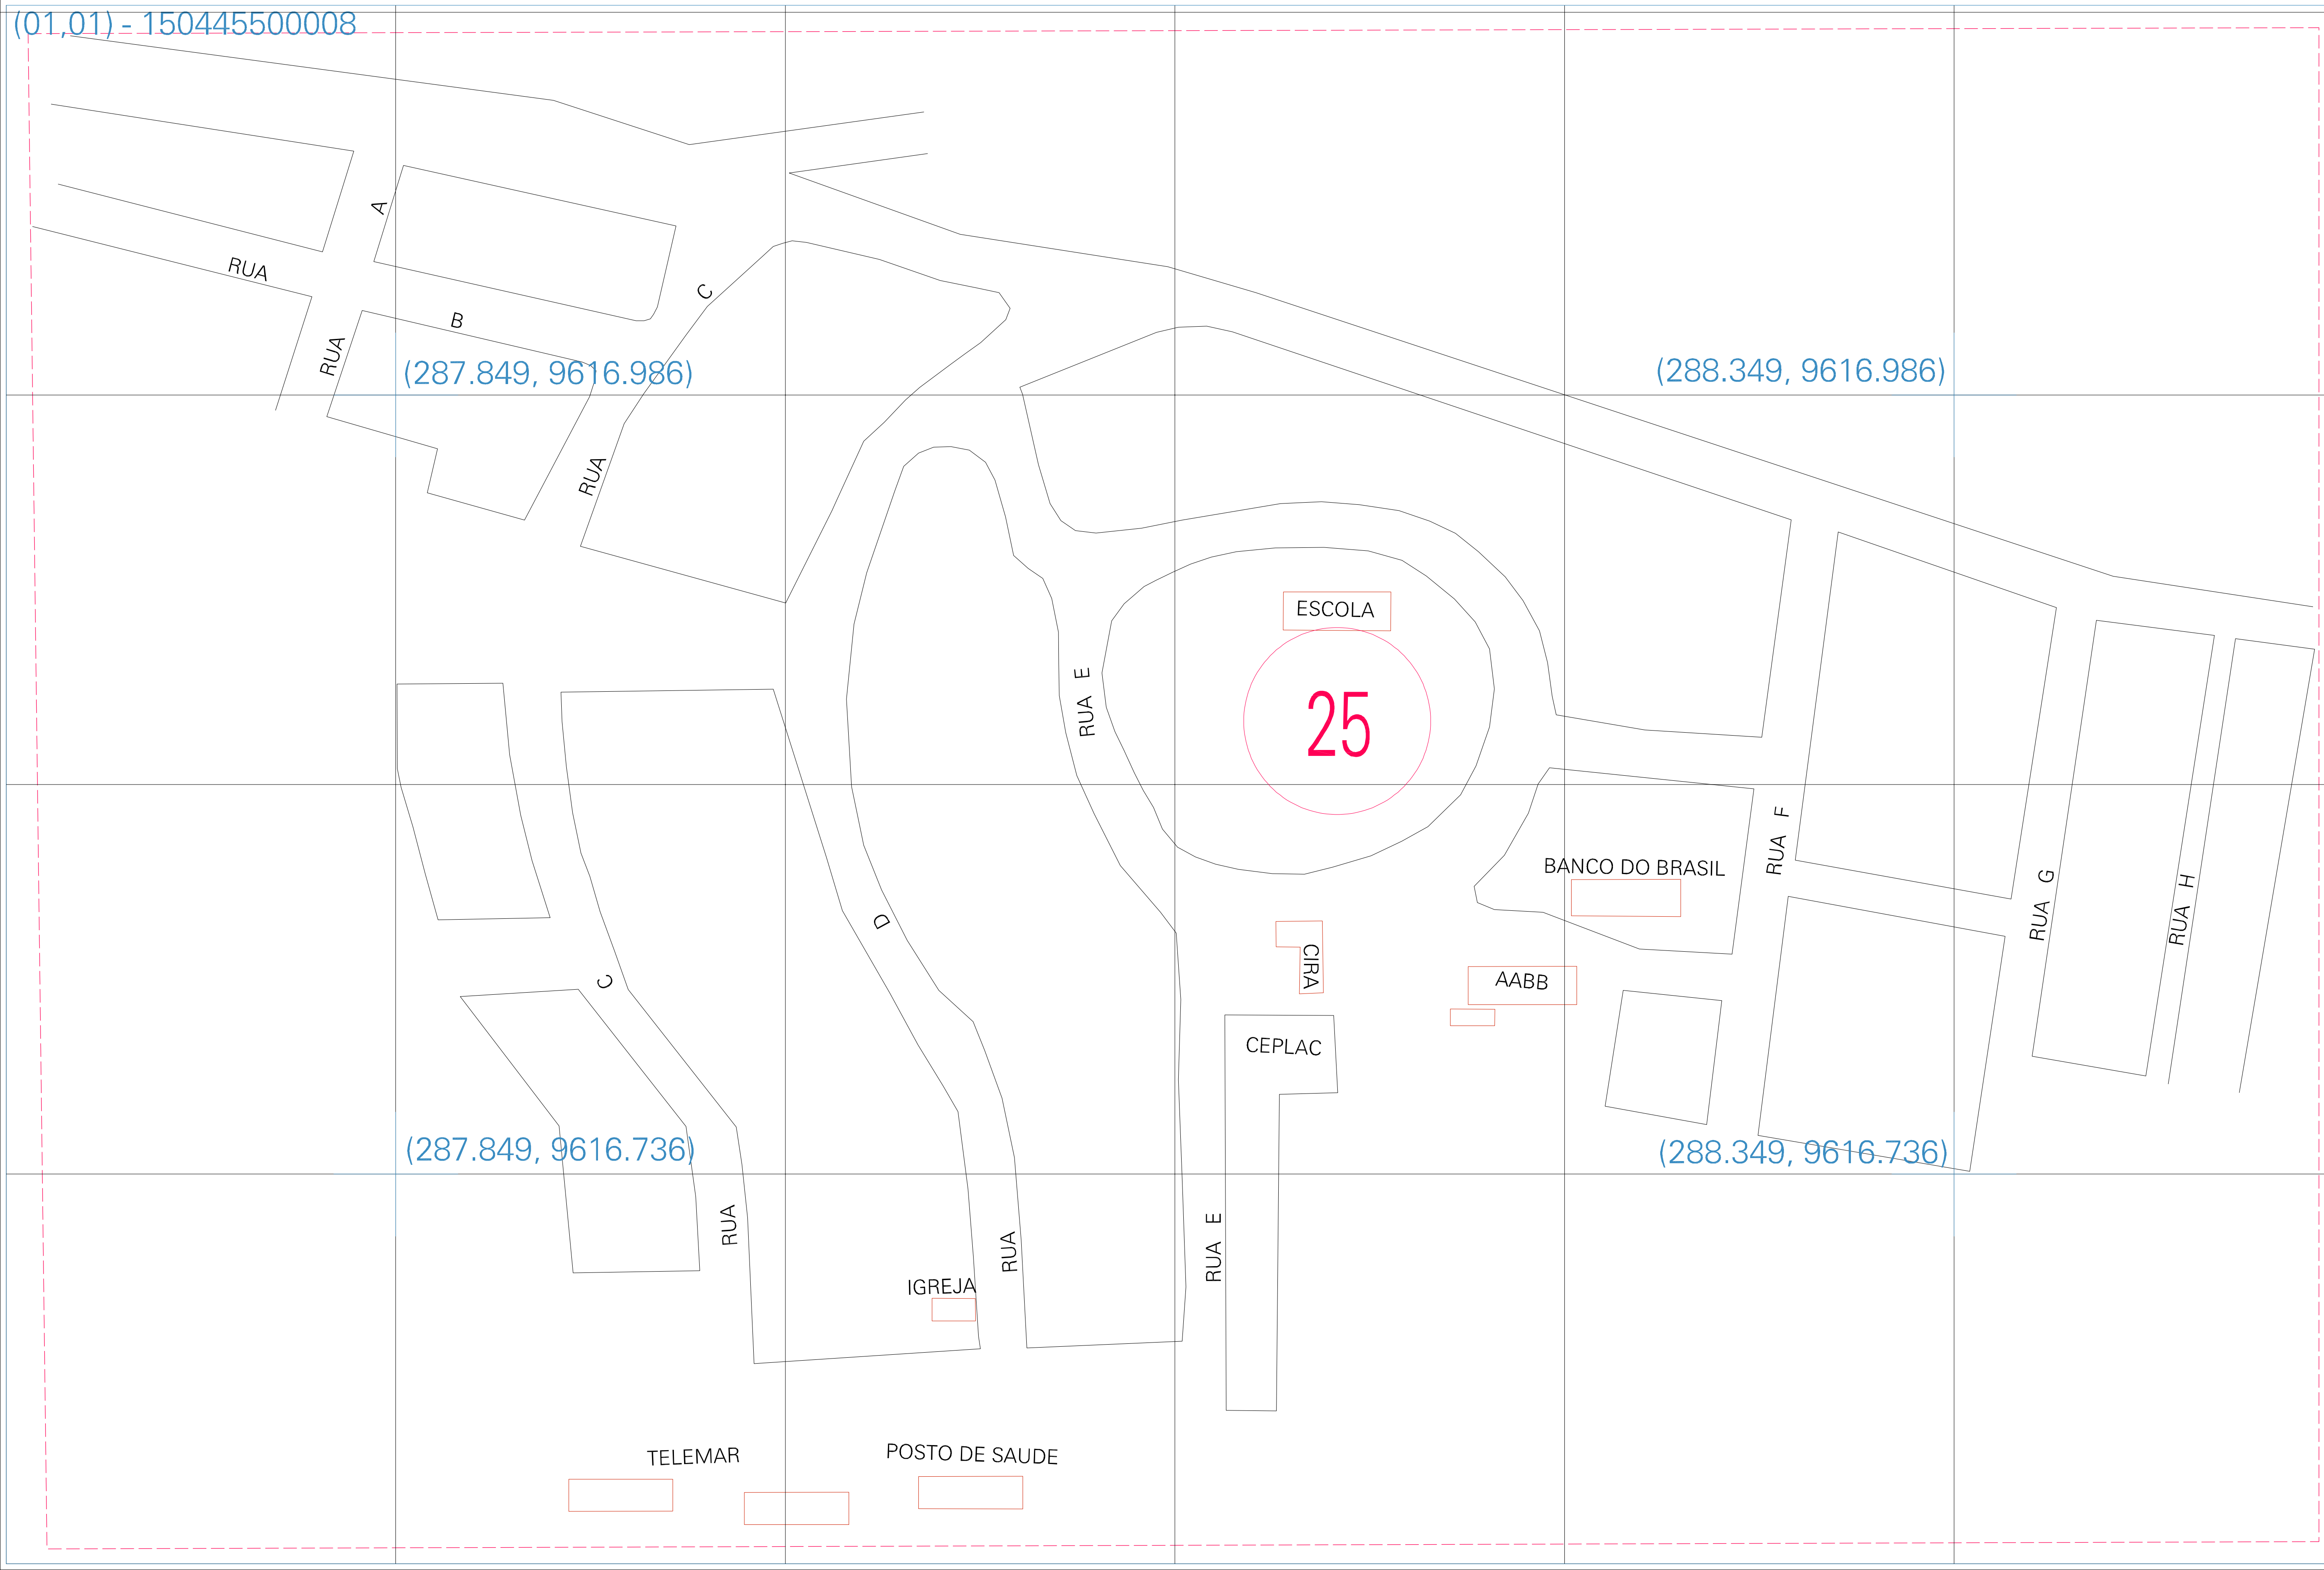 (01,01) - 150445500008
A
RUA
C
B
RUA
(287.849, 9616.986)
(288.349, 9616.986)
RUA
ESCOLA
RUA E
25
RUA F
BANCO DO BRASIL
RUA G
RUA H
D
CIRA
C
AABB
CEPLAC
(287.849, 9616.736)
(288.349, 9616.736)
RUA
RUA
RUA E
IGREJA
TELEMAR
POSTO DE SAUDE